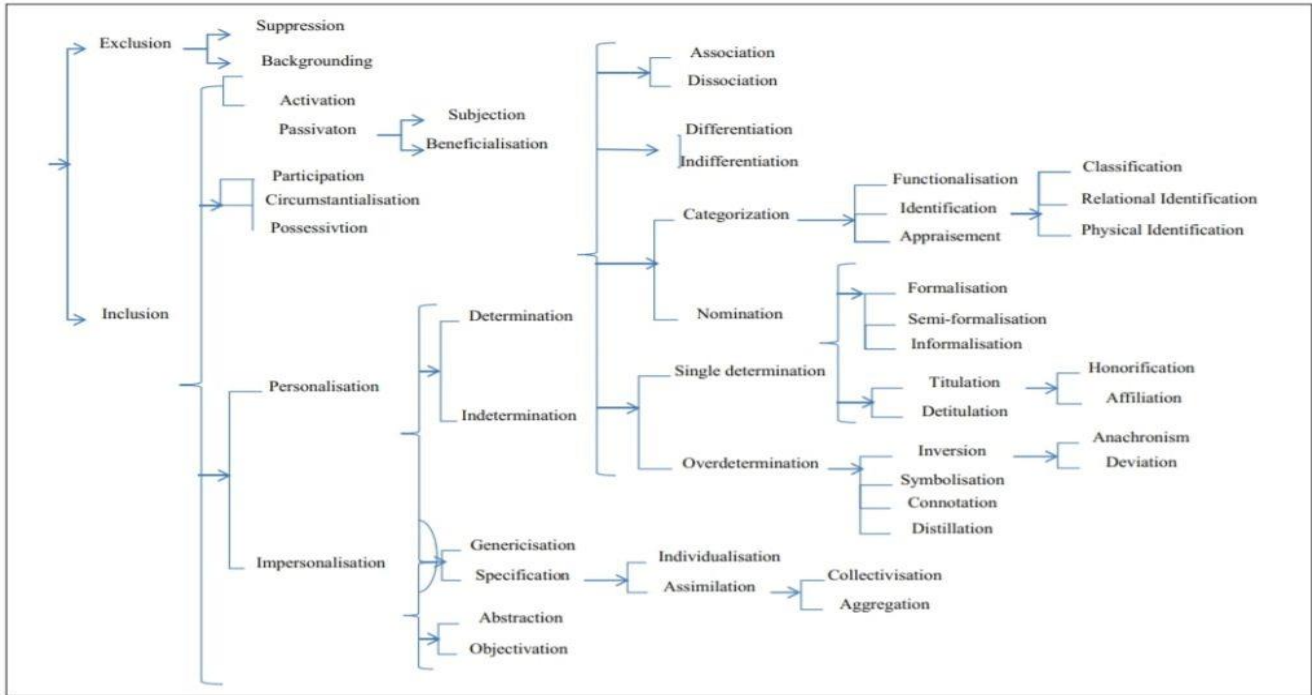 Exclusion
Suppression
Backgrounding
Inclusion
Activation
Passivaton
Subjection
Beneficialisation
Participation
Circumstantialisation
Possessivtion
Personalisation
Impersonalisation
Determination
Indetermination
Genericisation
Specification
Individualisation
Assimilation
Collectivisation
Aggregation
Abstraction
Objectivation
Association
Dissociation
Differentiation
Indifferentiation
Categorization
Nomination
Functionalisation
Identification
Appraisement
Classification
Relational Identification
Physical Identification
Formalisation
Semi-formalisation
Informalisation
Titulation
Detitulation
Honorification
Affiliation
Single determination
Overdetermination
Inversion
Symbolisation
Connotation
Distillation
Anachronism
Deviation